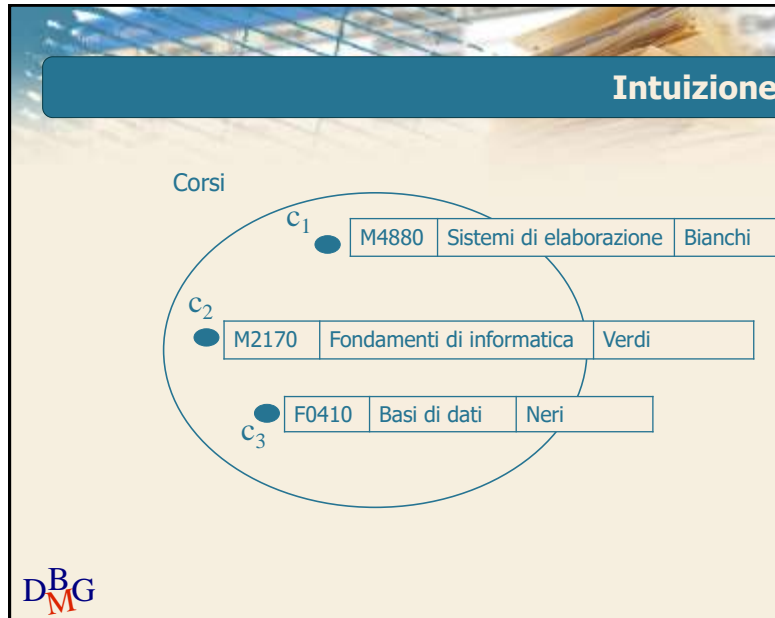 Intuizione
Corsi
c1
M4880 Sistemi di elaborazione Bianchi
c2
M2170 Fondamenti di informatica Verdi
F0410 Basi di dati Neri
c3
DBMG